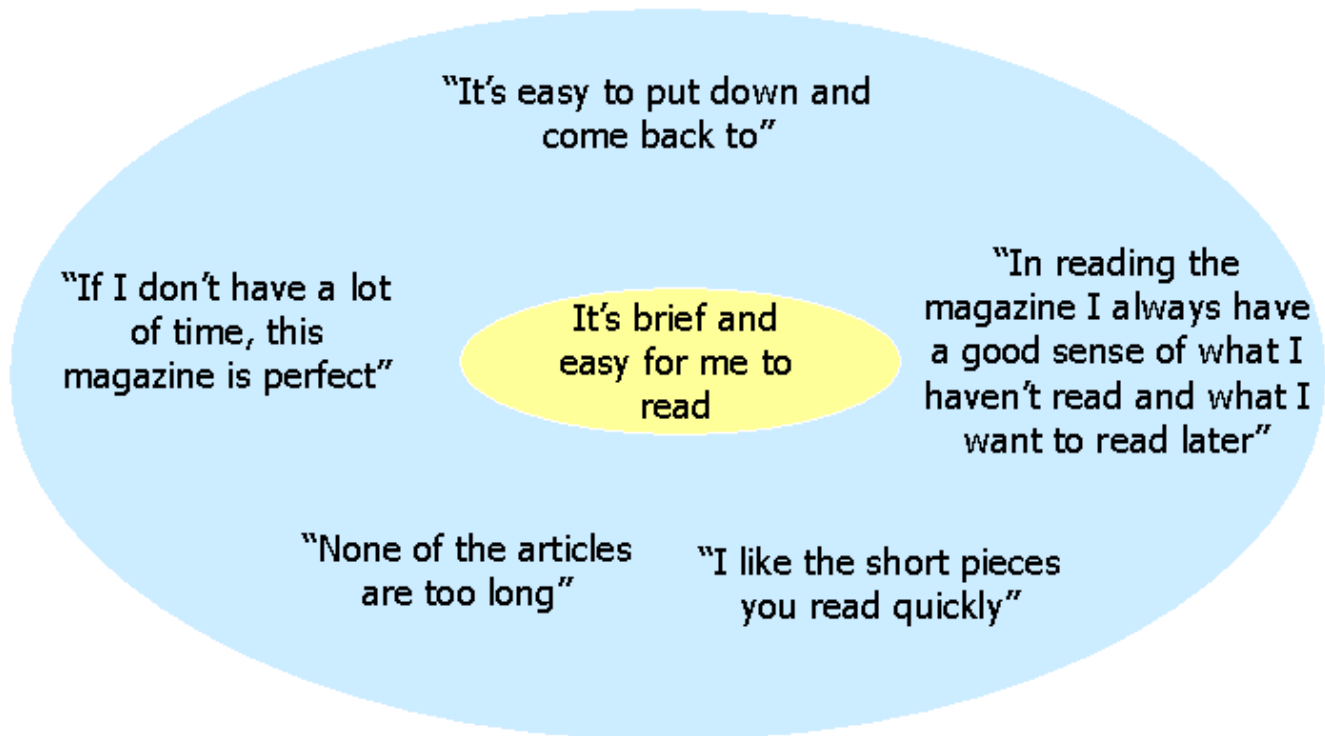 “It’s easy to put down and
come back to”
“If I don’t have a lot
of time, this
magazine is perfect”
It’s brief and
easy for me to
read
“In reading the
magazine I always have
a good sense of what I
haven’t read and what I
want to read later”
“None of the articles
are too long”
“I like the short pieces
you read quickly”